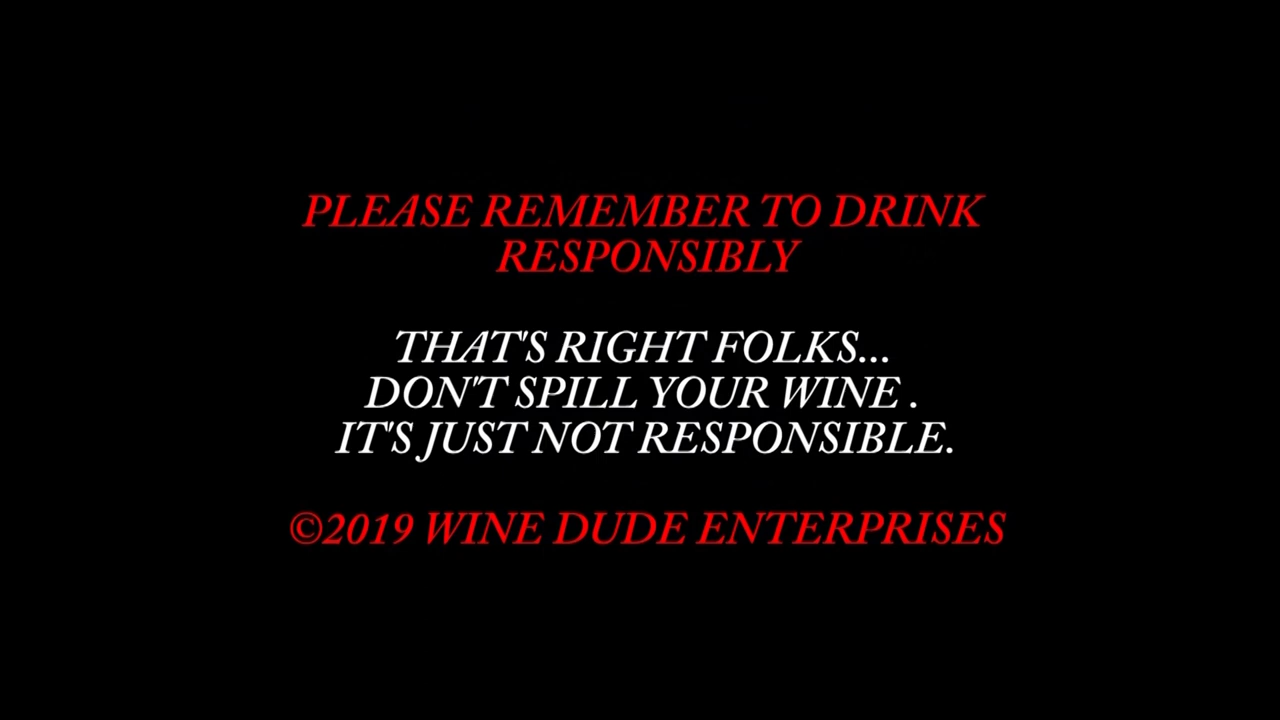 PLEASE REMEMBER TO DRINK
RESPONSIBLY
THAT'S RIGHT FOLKS...
DON'T SPILL YOUR WINE .
IT'S JUST NOT RESPONSIBLE.
©2019 WINE DUDE ENTERPRISES